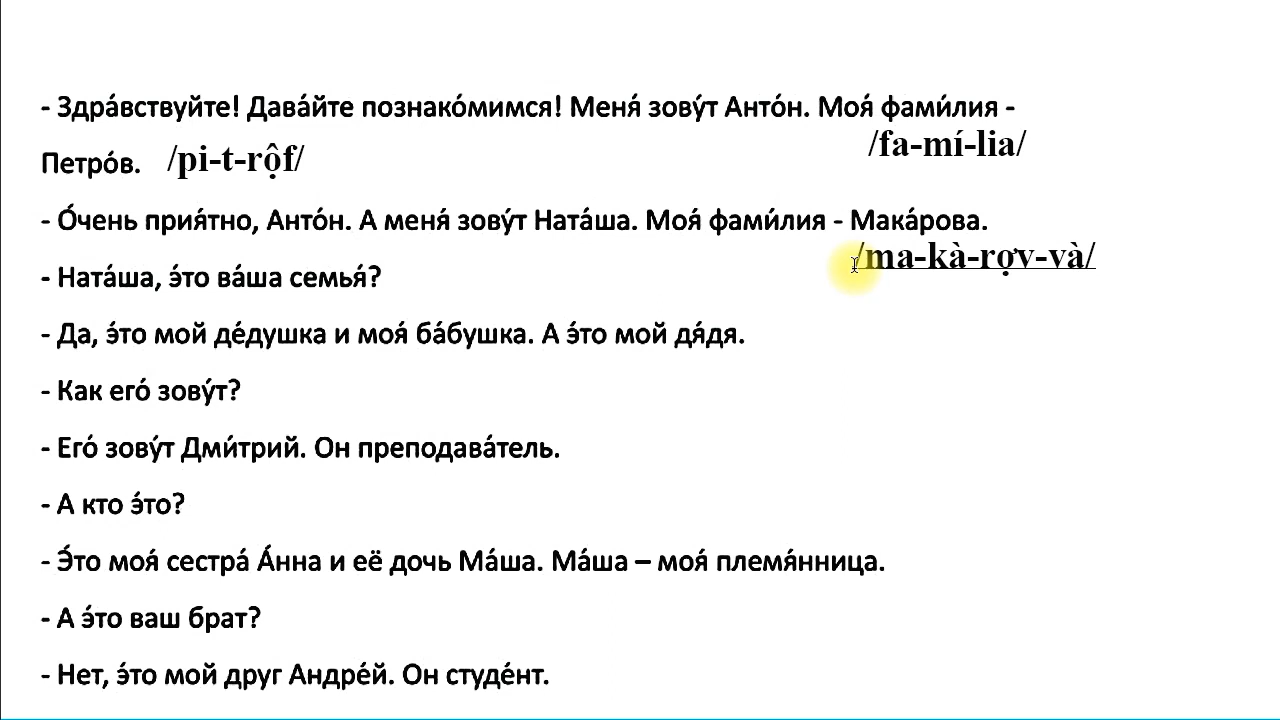 - Здра́вствуйте! Дава́йте познако́мимся! Меня́ зову́т Анто́н. Моя́ фами́лия -
/fa-mí-lia/
Петро́в. /pi-t-rộf/
- О́чень прия́тно, Анто́н. А меня́ зову́т Ната́ша. Моя́ фами́лия - Мака́рова.
/ma-kà-rợv-và/
- Ната́ша, э́то ва́ша семья́?
- Да, э́то мой де́душка и моя́ ба́бушка. А э́то мой дя́дя.
- Как его́ зову́т?
- Его́ зову́т Дми́трий. Он преподава́тель.
- А кто э́то?
- Э́то моя́ сестра́ А́нна и её дочь Ма́ша. Ма́ша – моя́ племя́нница.
- А э́то ваш брат?
- Нет, э́то мой друг Андре́й. Он студе́нт.